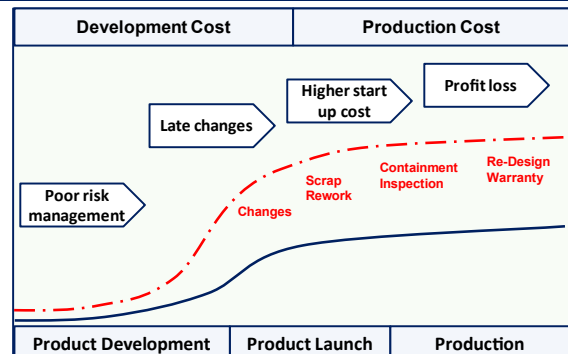 Development Cost
Production Cost
Profit loss
Higher start
up cost
Late changes
Poor risk
management
Changes
Scrap
Rework
Containment
Inspection
Re-Design
Warranty
Product Development
Product Launch
Production